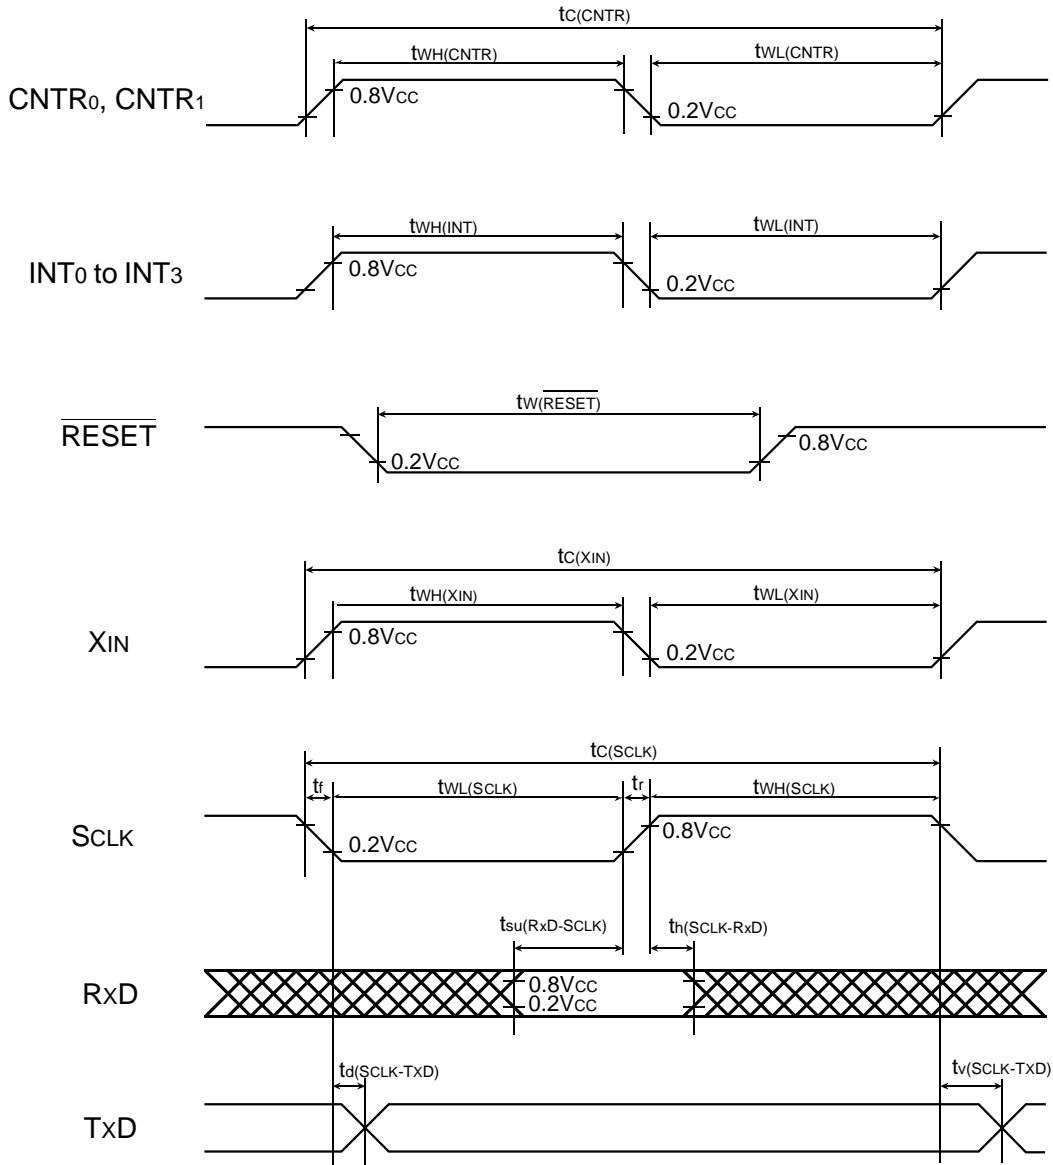 tC(CNTR)
tWH(CNTR) tWL(CNTR)
CNTR0, CNTR1 0.8VCC 0.2VCC
tWH(INT) tWL(INT)
INT0 to INT3 0.8VCC 0.2VCC
tW(RESET)
RESET 0.2VCC 0.8VCC
tC(XIN)
tWH(XIN) tWL(XIN)
XIN 0.8VCC 0.2VCC
tC(SCLK)
tf tWL(SCLK) tr tWH(SCLK)
SCLK 0.2VCC 0.8VCC
tsu(RxD-SCLK) th(SCLK-RxD)
RXD 0.8VCC
0.2VCC
td(SCLK-TXD) tv(SCLK-TXD)
TXD